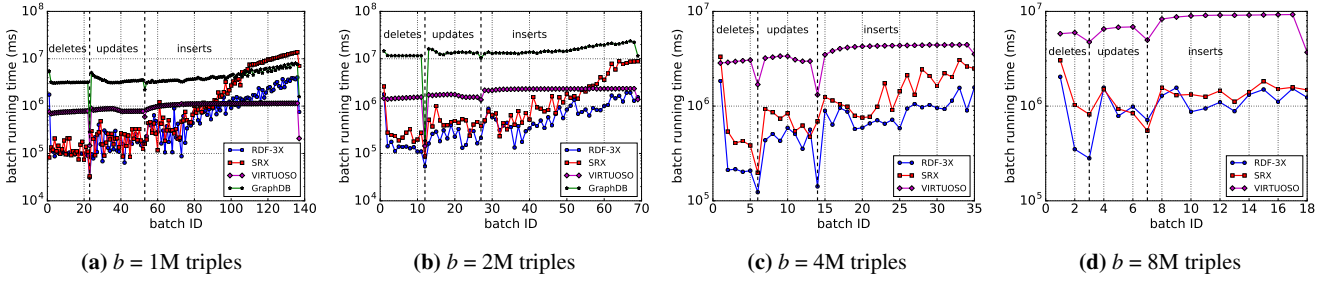 batch running time (ms)
10^8
10^7
10^6
10^5
10^4
deletes
updates
inserts
RDF-3X
SRX
VIRTUOSO
GraphDB
0 20 40 60 80 100 120 140
batch ID
(a) b = 1M triples
batch running time (ms)
10^8
10^7
10^6
10^5
10^4
deletes
updates
inserts
RDF-3X
SRX
VIRTUOSO
GraphDB
0 10 20 30 40 50 60 70
batch ID
(b) b = 2M triples
batch running time (ms)
10^7
10^6
10^5
deletes
updates
inserts
RDF-3X
SRX
VIRTUOSO
0 5 10 15 20 25 30 35
batch ID
(c) b = 4M triples
batch running time (ms)
10^7
10^6
10^5
deletes
updates
inserts
RDF-3X
SRX
VIRTUOSO
0 2 4 6 8 10 12 14 16 18
batch ID
(d) b = 8M triples